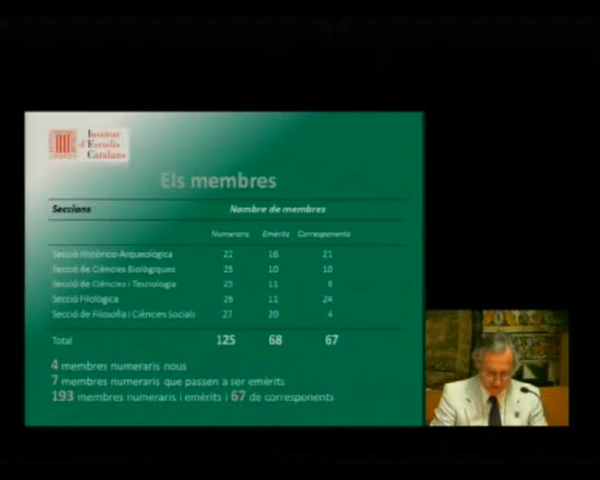 Institut
d'Estudis
Catalans
Els membres
Seccions Nombre de membres
Numeraris Emèrits Corresponents
Secció Històrico-Arqueològica 22 16 21
Secció de Ciències Biològiques 25 10 10
Secció de Ciències i Tecnologia 25 11 8
Secció Filològica 26 11 24
Secció de Filosofia i Ciències Socials 27 20 4
Total 125 68 67
4 membres numeraris nous
7 membres numeraris que passen a ser emèrits
193 membres numeraris i emèrits i 67 de corresponents